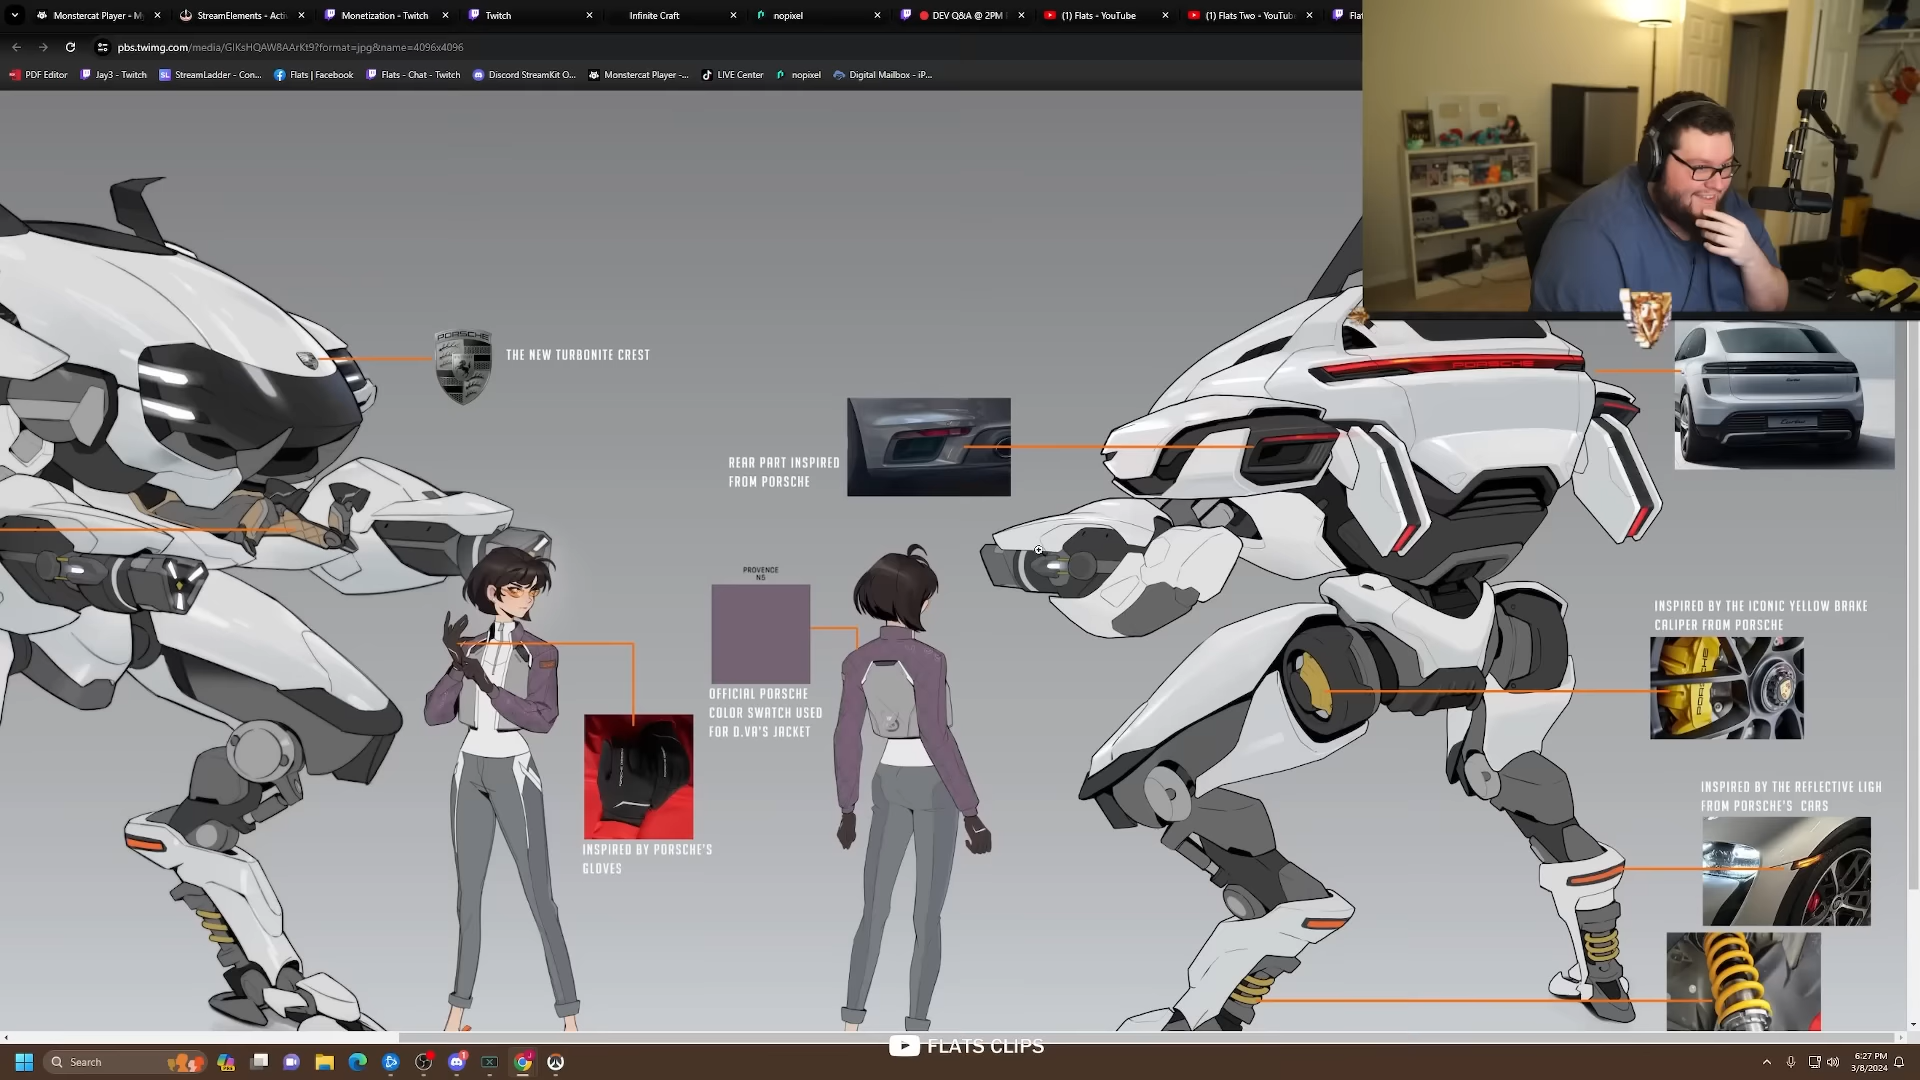 Monstercat Player - M
StreamElements - Acti
Monetization - Twitch
Twitch
Infinite Craft
nopixel
DEV Q&A @ 2PM
(1) Flats - YouTube
(1) Flats Two - YouTub
Flat
pbs.twimg.com/media/GIKsHQAW8AArKt9?format=jpg&name=4096x4096
PDF Editor
Jay3 - Twitch
StreamLadder - Con...
Flats | Facebook
Flats - Chat - Twitch
Discord StreamKit O...
Monstercat Player -...
LIVE Center
nopixel
Digital Mailbox - iP...
PORSCHE
THE NEW TURBONITE CREST
PORSCHE
REAR PART INSPIRED
FROM PORSCHE
PROVENCE
N5
OFFICIAL PORSCHE
COLOR SWATCH USED
FOR D.VA'S JACKET
INSPIRED BY THE ICONIC YELLOW BRAKE
CALIPER FROM PORSCHE
PORSCHE
INSPIRED BY PORSCHE'S
GLOVES
INSPIRED BY THE REFLECTIVE LIGH
FROM PORSCHE'S CARS
FLATS CLIPS
Search
6:27 PM
3/8/2024